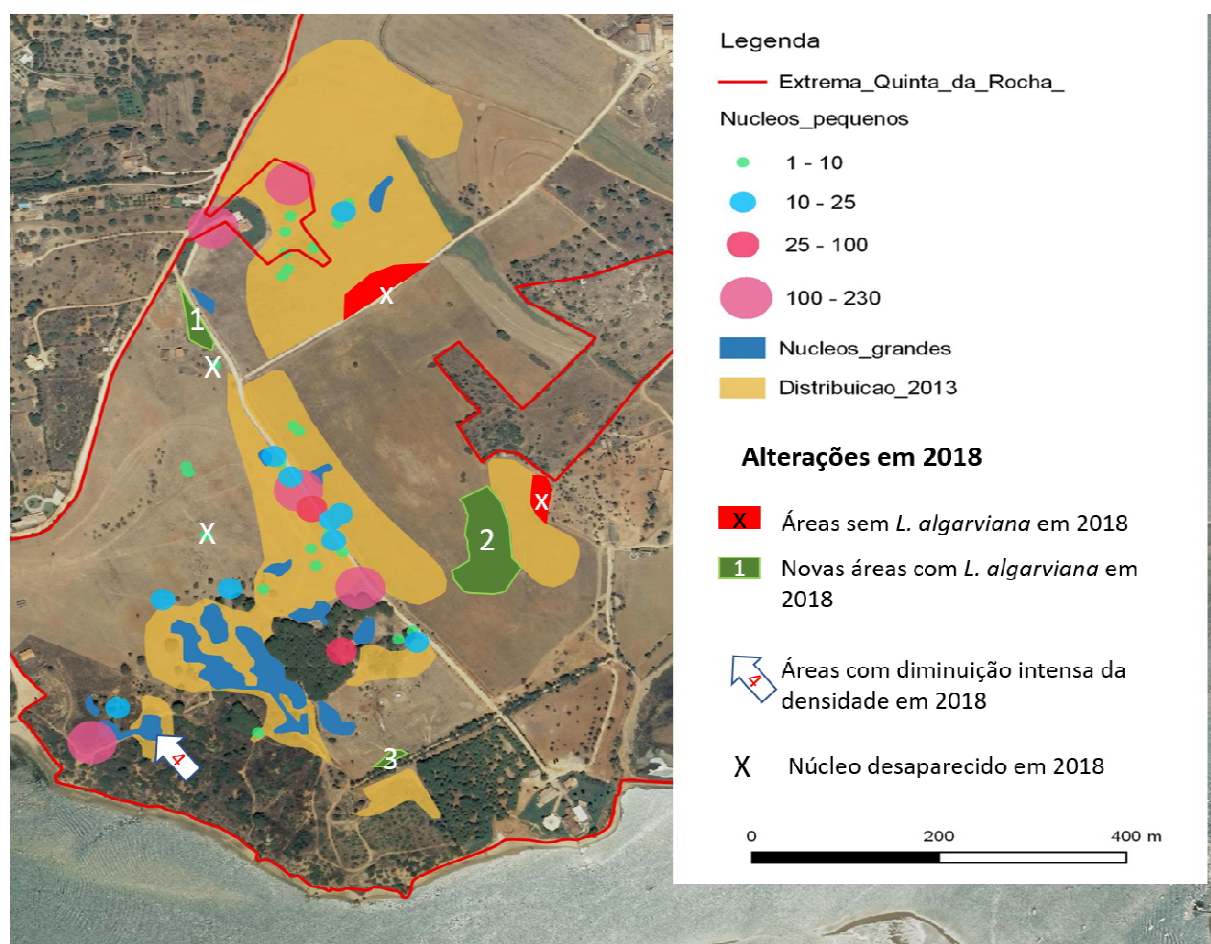 Legenda
Extrema_Quinta_da_Rocha_
Nucleos_pequenos
1 - 10
10 - 25
25 - 100
100 - 230
Nucleos_grandes
Distribuicao_2013
Alterações em 2018
X Áreas sem L. algarviana em 2018
1 Novas áreas com L. algarviana em
2018
4 Áreas com diminuição intensa da
densidade em 2018
X Núcleo desaparecido em 2018
0 200 400 m
X
1
X
X
2
X
3
4